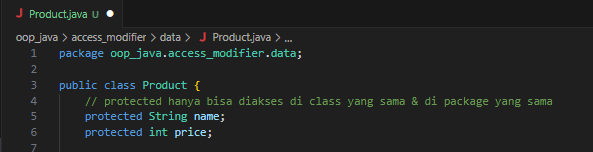 J Product.java U ●
oop_java > access_modifier > data > J Product.java > ...
1 package oop_java.access_modifier.data;
2
3 public class Product {
4 // protected hanya bisa diakses di class yang sama & di package yang sama
5 protected String name;
6 protected int price;
7